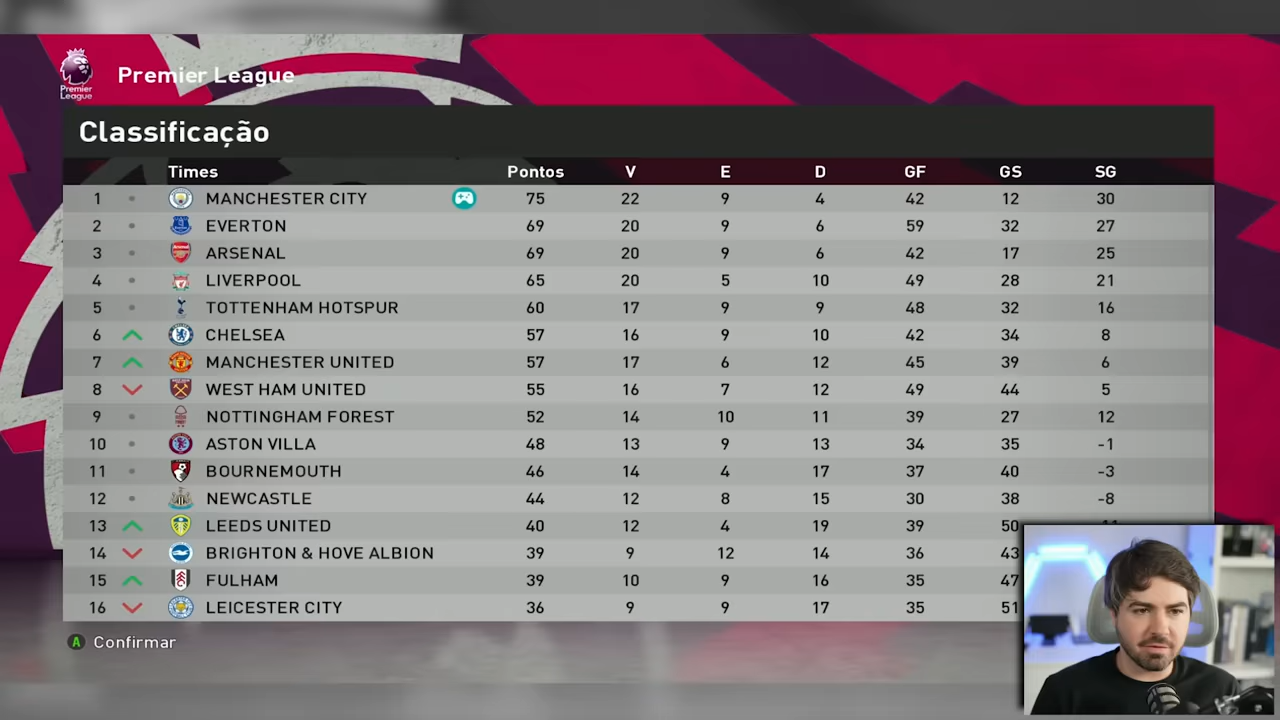 Premier League
Premier League
Classificação
Times Pontos V E D GF GS SG
1 MANCHESTER CITY 75 22 9 4 42 12 30
2 EVERTON 69 20 9 6 59 32 27
3 ARSENAL 69 20 9 6 42 17 25
4 LIVERPOOL 65 20 5 10 49 28 21
5 TOTTENHAM HOTSPUR 60 17 9 9 48 32 16
6 CHELSEA 57 16 9 10 42 34 8
7 MANCHESTER UNITED 57 17 6 12 45 39 6
8 WEST HAM UNITED 55 16 7 12 49 44 5
9 NOTTINGHAM FOREST 52 14 10 11 39 27 12
10 ASTON VILLA 48 13 9 13 34 35 -1
11 BOURNEMOUTH 46 14 4 17 37 40 -3
12 NEWCASTLE 44 12 8 15 30 38 -8
13 LEEDS UNITED 40 12 4 19 39 50
14 BRIGHTON & HOVE ALBION 39 9 12 14 36 43
15 FULHAM 39 10 9 16 35 47
16 LEICESTER CITY 36 9 9 17 35 51
A Confirmar